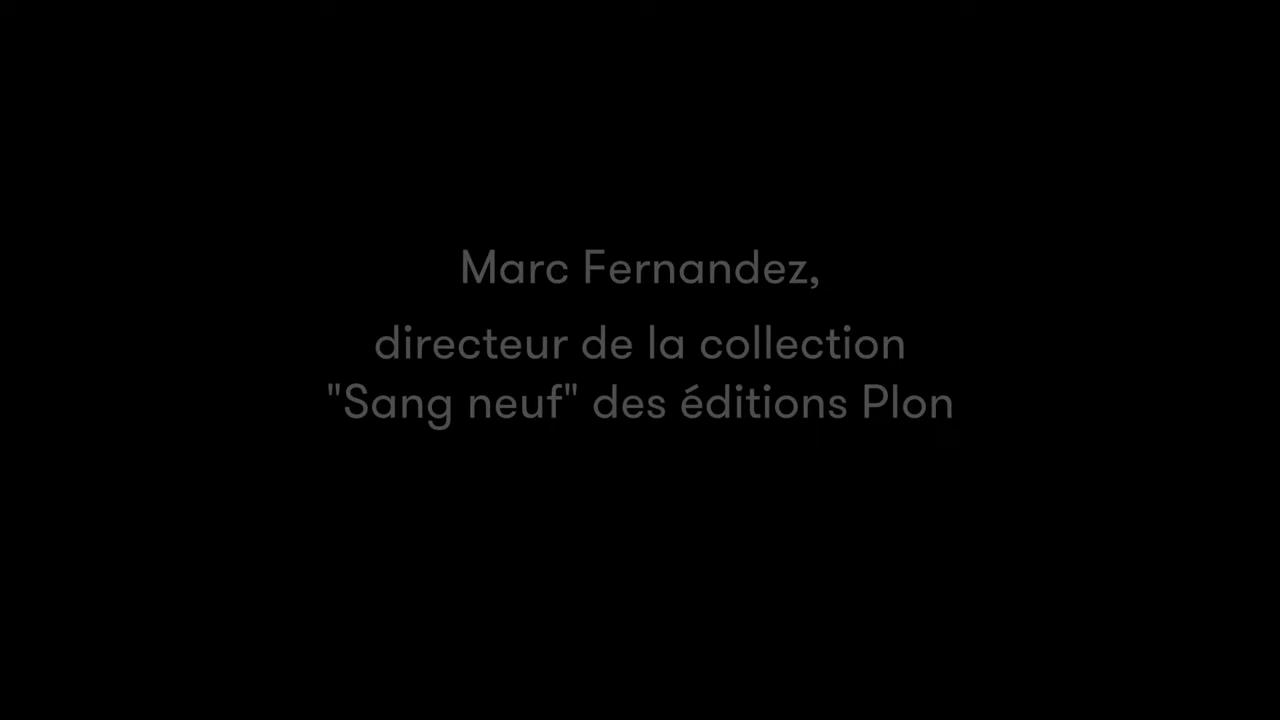 Marc Fernandez,
directeur de la collection
"Sang neuf" des éditions Plon